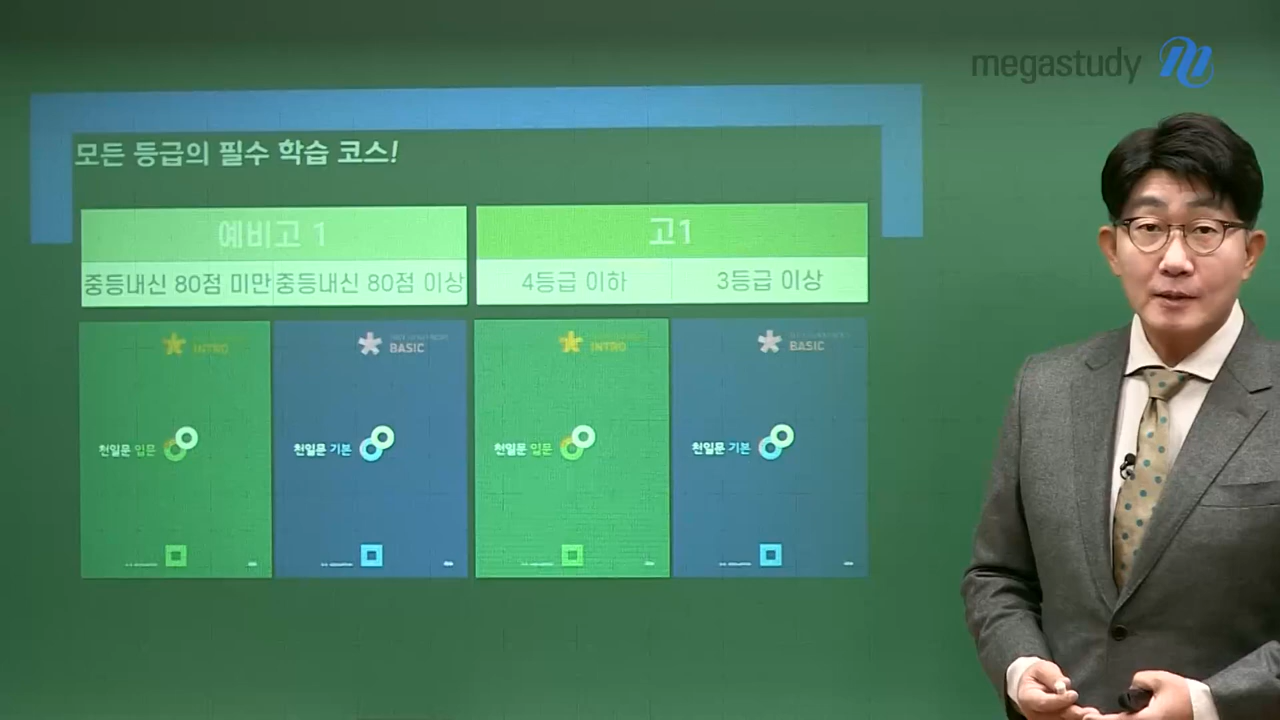 megastudy
모든 등급의 필수 학습 코스!
예비고 1
고1
중등내신 80점 미만
중등내신 80점 이상
4등급 이하
3등급 이상
INTRO
BASIC
INTRO
BASIC
천일문 입문
천일문 기본
천일문 입문
천일문 기본